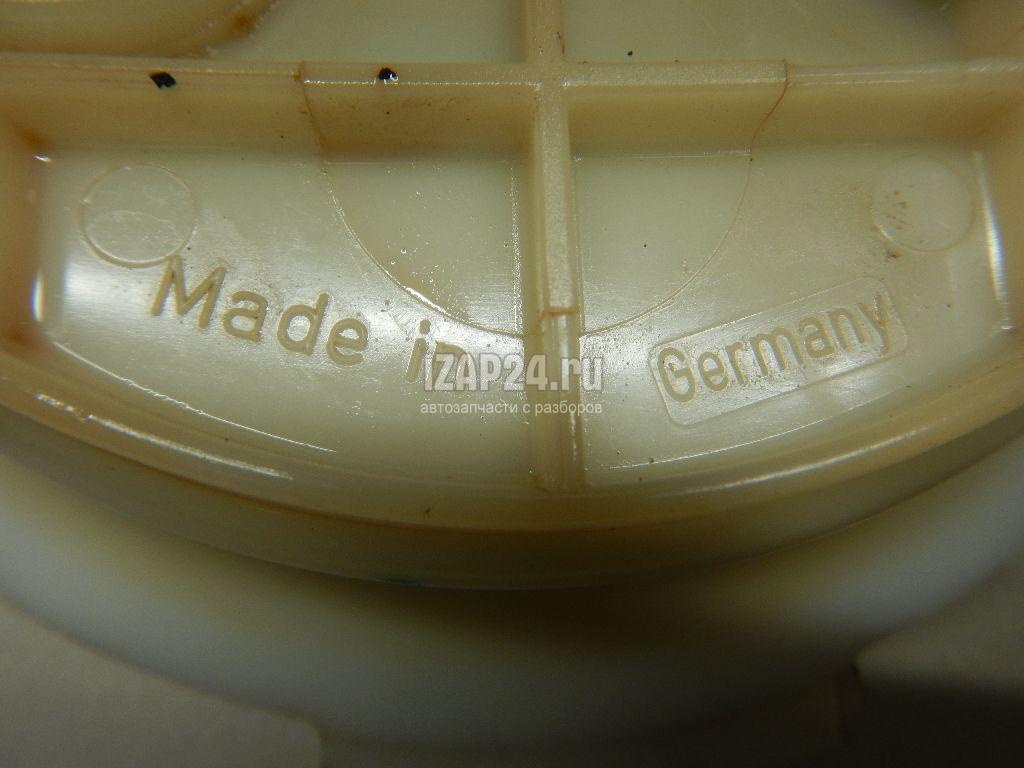 Made in Germany
iZAP24.ru
автозапчасти с разборов